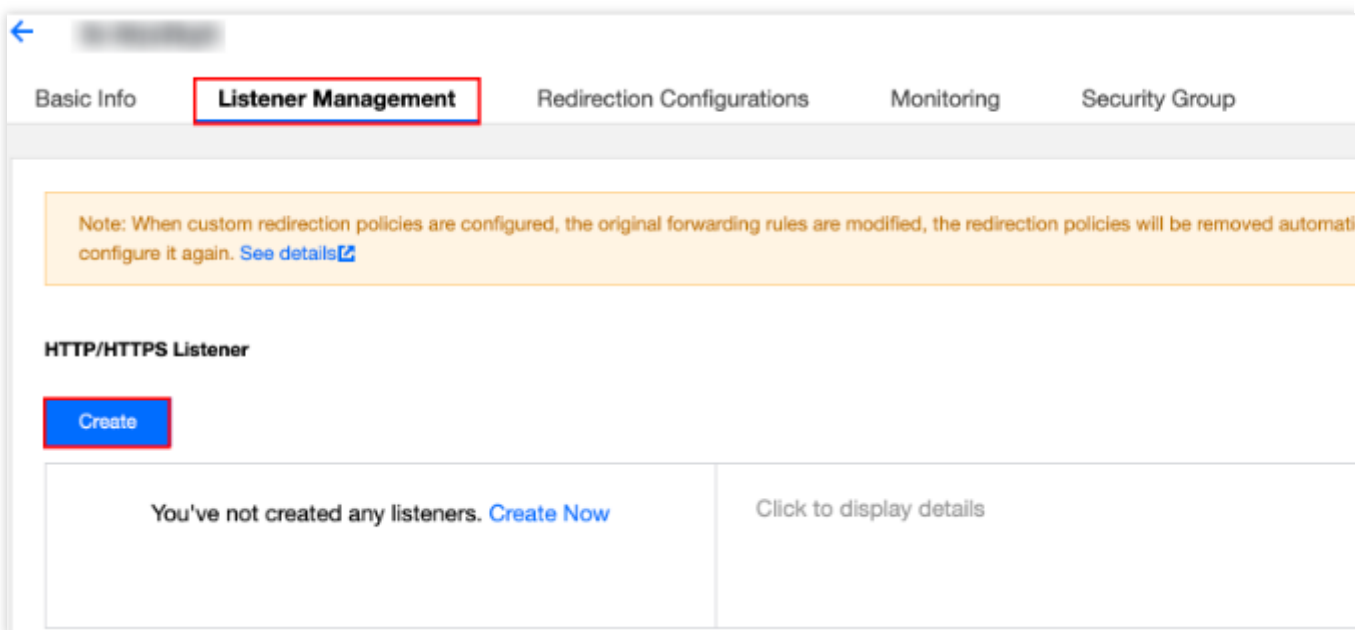 Basic Info Listener Management Redirection Configurations Monitoring Security Group
Note: When custom redirection policies are configured, the original forwarding rules are modified, the redirection policies will be removed
configure it again. See details
HTTP/HTTPS Listener
Create
You've not created any listeners. Create Now
Click to display details